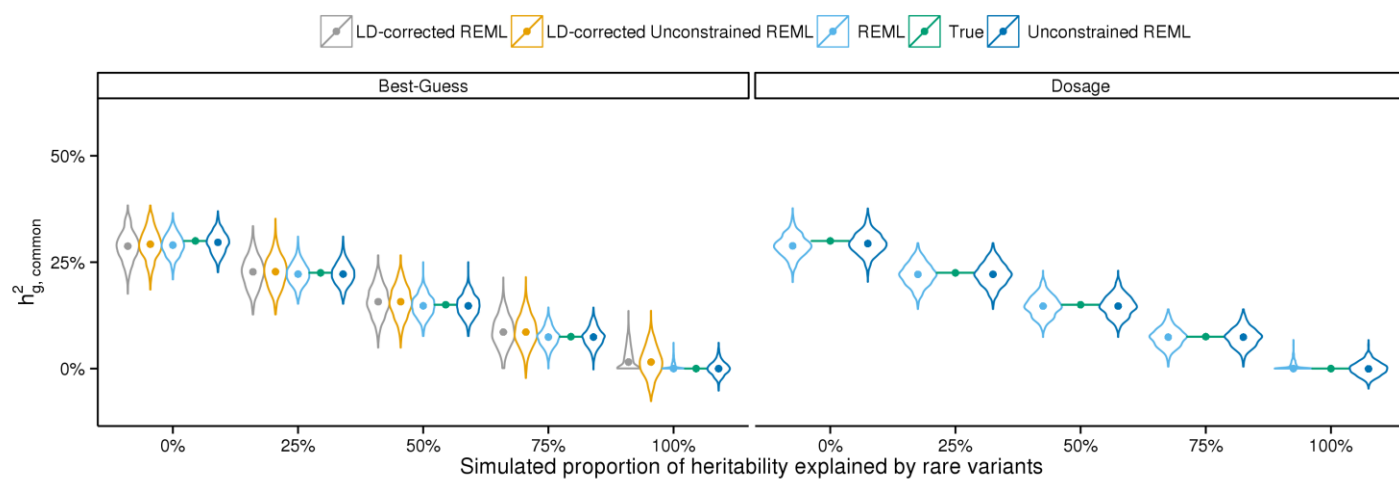 LD-corrected REML LD-corrected Unconstrained REML REML True Unconstrained REML
Best-Guess Dosage
50%
25%
0%
h²g, common
0% 25% 50% 75% 100% 0% 25% 50% 75% 100%
Simulated proportion of heritability explained by rare variants